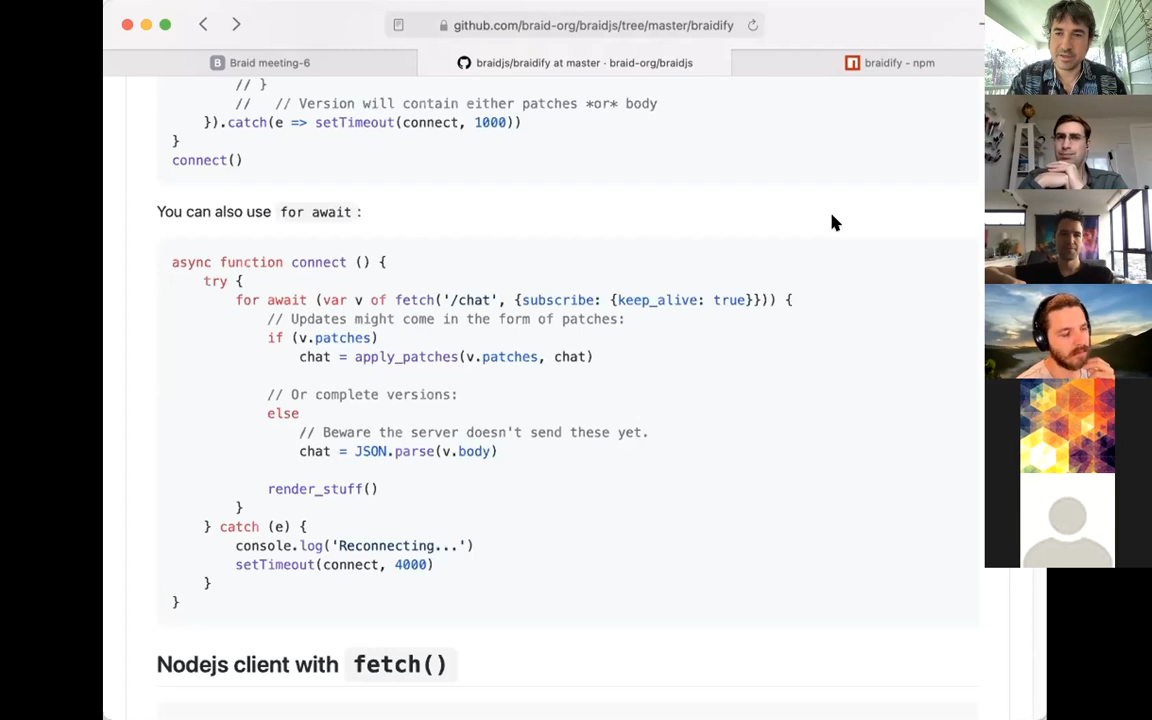 github.com/braid-org/braidjs/tree/master/braidify
Braid meeting-6
braidjs/braidify at master · braid-org/braidjs
braidify - npm
// }
//   // Version will contain either patches *or* body
}).catch(e => setTimeout(connect, 1000))
}
connect()
You can also use for await :
async function connect () {
try {
for await (var v of fetch('/chat', {subscribe: {keep_alive: true}})) {
// Updates might come in the form of patches:
if (v.patches)
chat = apply_patches(v.patches, chat)
// Or complete versions:
else
// Beware the server doesn't send these yet.
chat = JSON.parse(v.body)
render_stuff()
}
} catch (e) {
console.log('Reconnecting...')
setTimeout(connect, 4000)
}
}
Nodejs client with fetch()